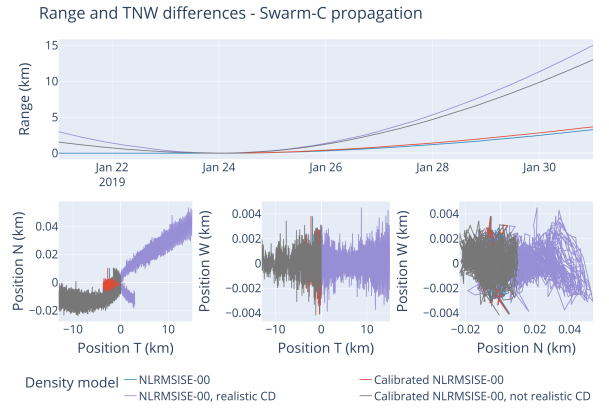 Range and TNW differences - Swarm-C propagation
15
10
5
0
Range (km)
Jan 22
2019
Jan 24
Jan 26
Jan 28
Jan 30
0.04
0.02
0
−0.02
Position N (km)
−10
0
10
Position T (km)
0.004
0.002
0
−0.002
−0.004
Position W (km)
−10
0
10
Position T (km)
0.004
0.002
0
−0.002
−0.004
Position W (km)
−0.02
0
0.02
0.04
Position N (km)
Density model
NLRMSISE-00
Calibrated NLRMSISE-00
NLRMSISE-00, realistic CD
Calibrated NLRMSISE-00, not realistic CD